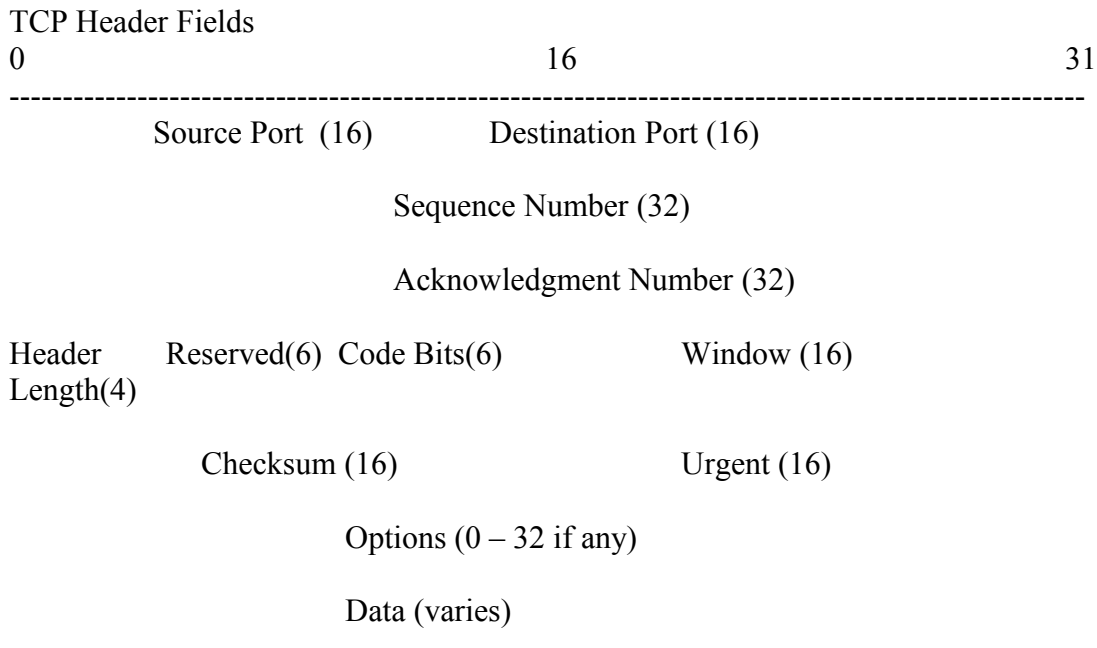 TCP Header Fields
0 16 31
-----------------------------------------------------------------------------------------------------
Source Port (16) Destination Port (16)
Sequence Number (32)
Acknowledgment Number (32)
Header Reserved(6) Code Bits(6) Window (16)
Length(4)
Checksum (16) Urgent (16)
Options (0 – 32 if any)
Data (varies)